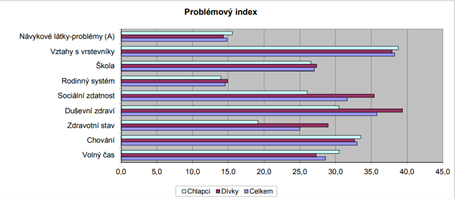 Problémový index
Návykové látky-problémy (A)
Vztahy s vrstevníky
Škola
Rodinný systém
Sociální zdatnost
Duševní zdraví
Zdravotní stav
Chování
Volný čas
0,0 5,0 10,0 15,0 20,0 25,0 30,0 35,0 40,0 45,0
Chlapci Dívky Celkem